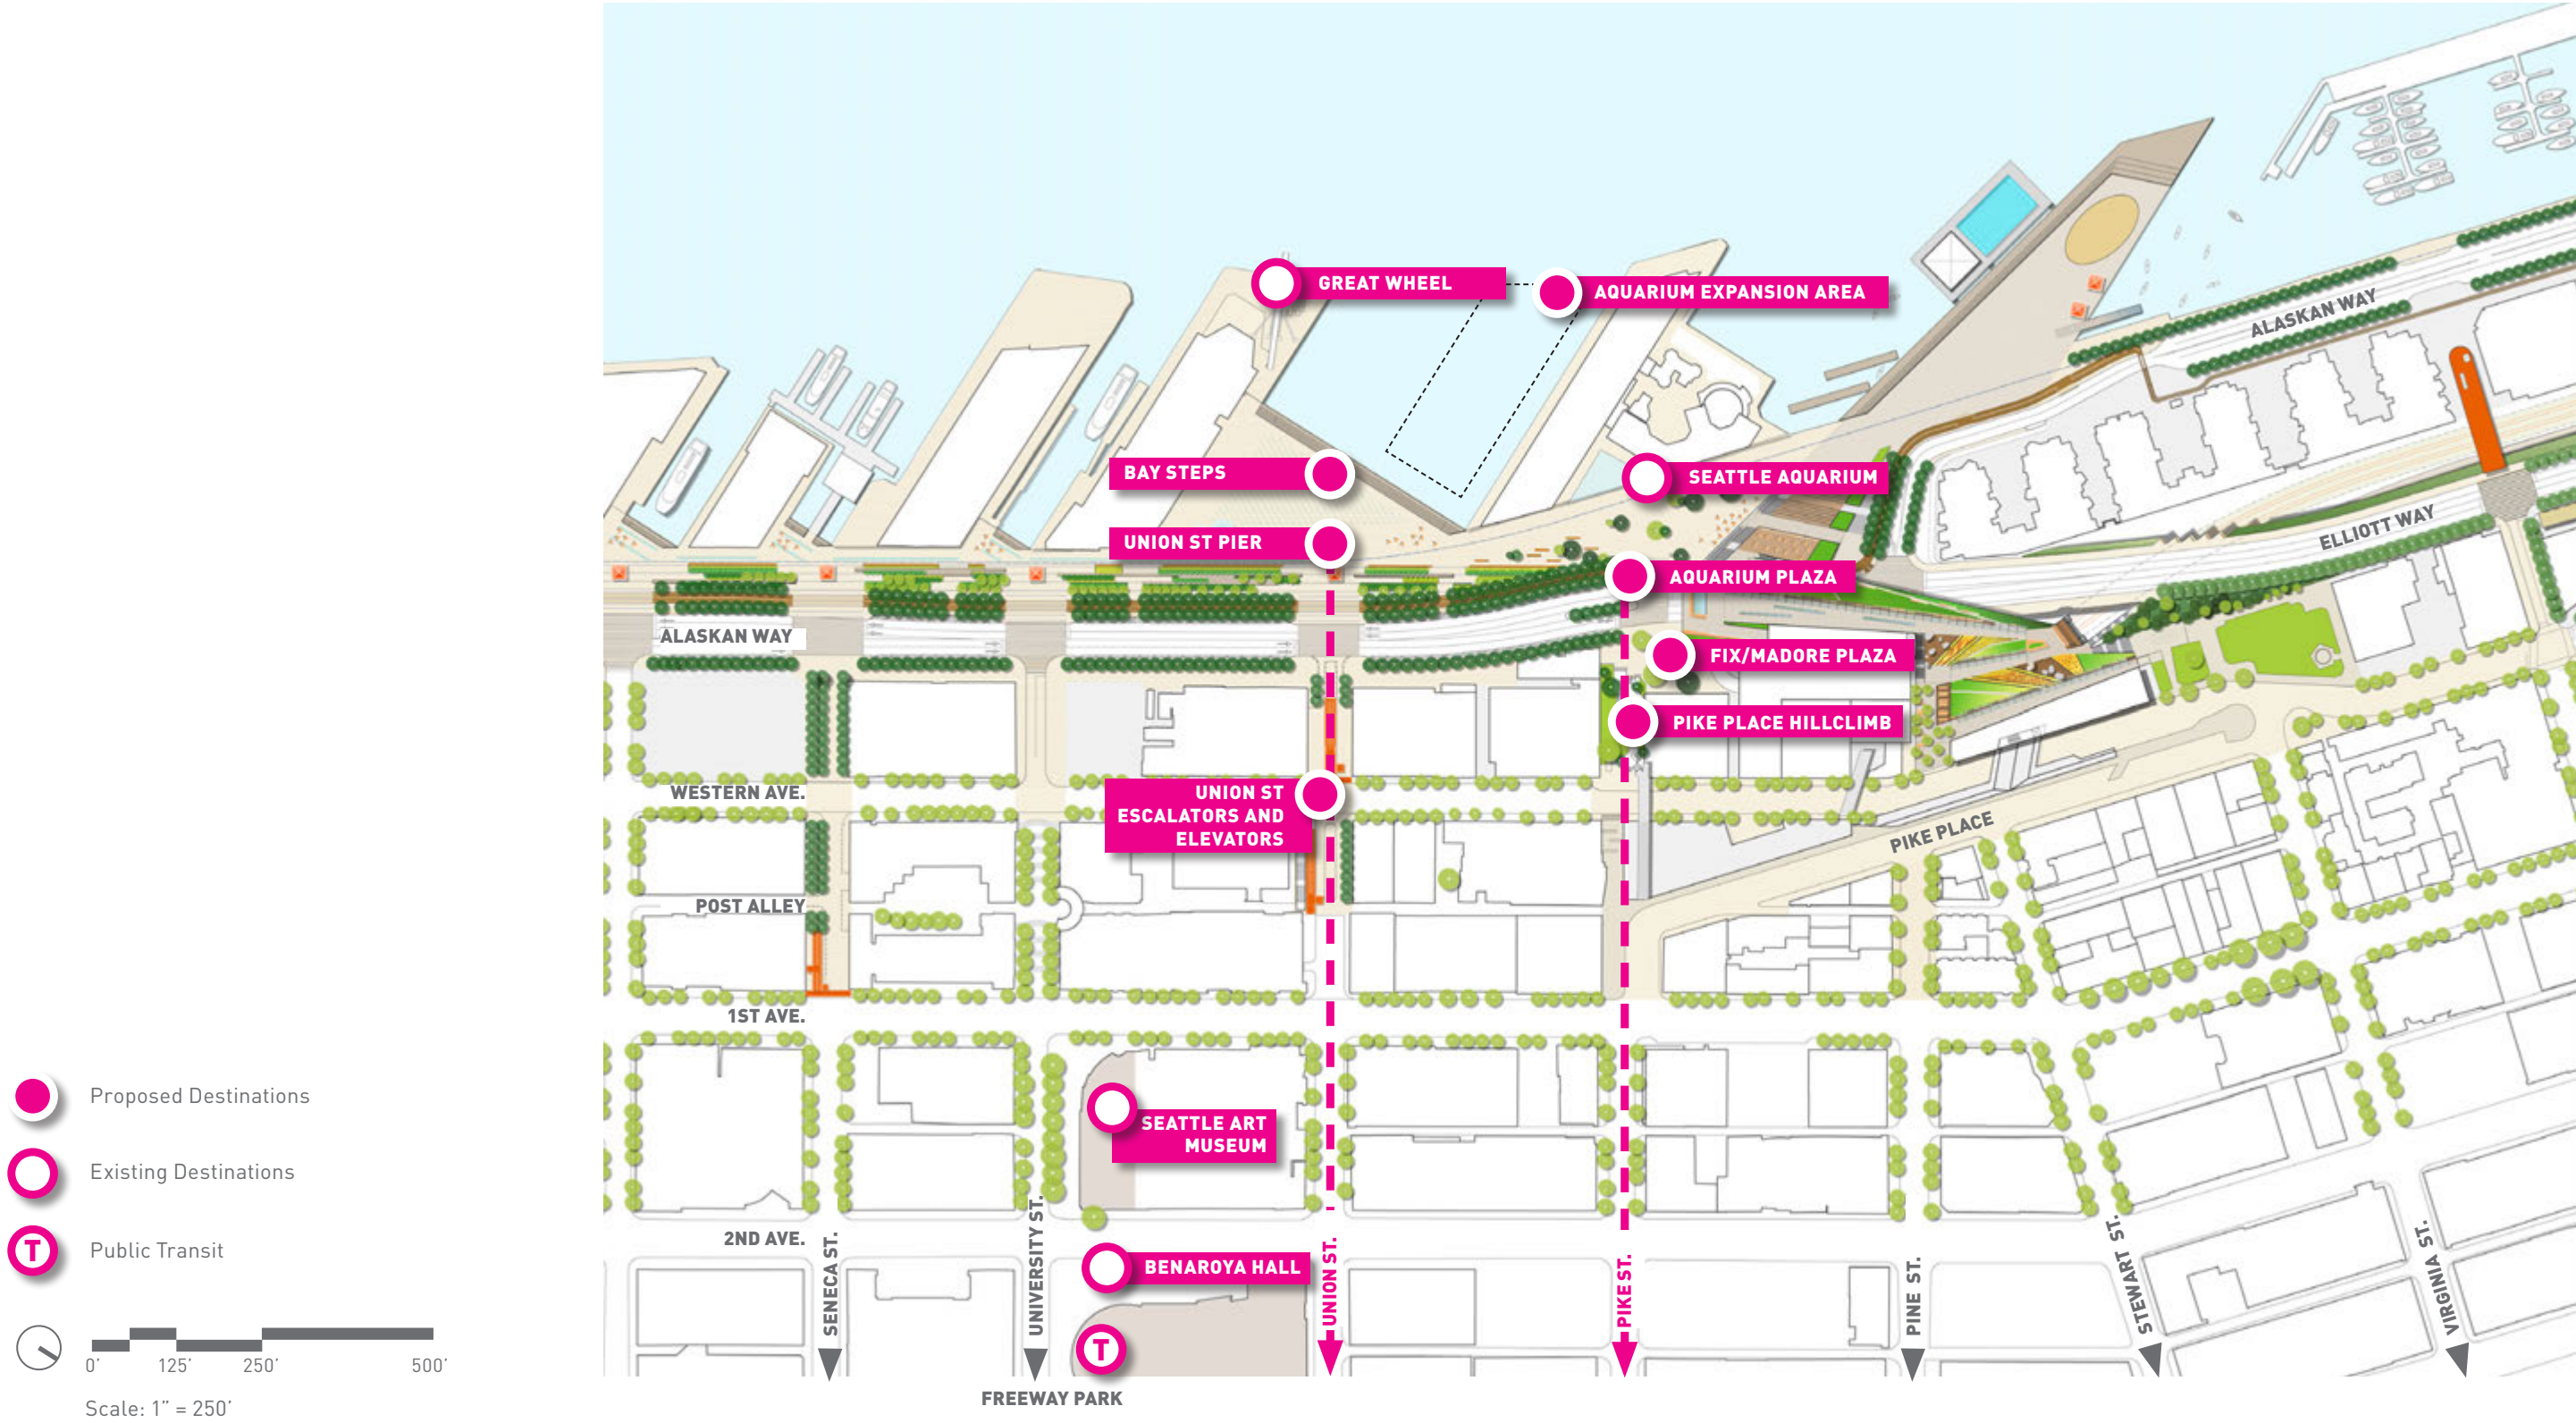 GREAT WHEEL
AQUARIUM EXPANSION AREA
ALASKAN WAY
BAY STEPS
SEATTLE AQUARIUM
UNION ST PIER
ELLIOTT WAY
AQUARIUM PLAZA
ALASKAN WAY
FIX/MADORE PLAZA
PIKE PLACE HILLCLIMB
WESTERN AVE.
UNION ST
ESCALATORS AND
ELEVATORS
PIKE PLACE
POST ALLEY
1ST AVE.
Proposed Destinations
SEATTLE ART
MUSEUM
Existing Destinations
2ND AVE.
T Public Transit
BENAROYA HALL
SENECA ST.
UNIVERSITY ST.
UNION ST.
PIKE ST.
PINE ST.
STEWART ST.
VIRGINIA ST.
T
0' 125' 250' 500'
FREEWAY PARK
Scale: 1” = 250’